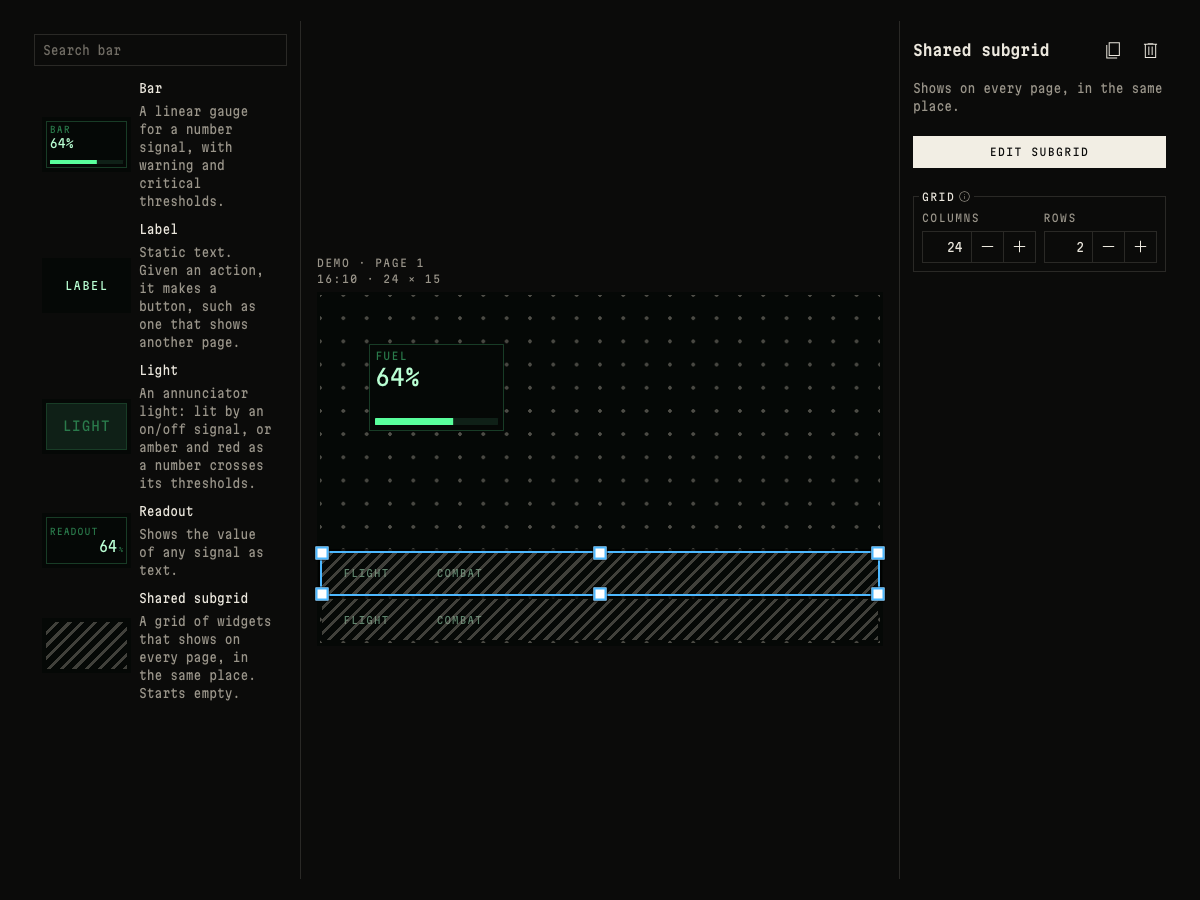 Search bar
Bar
A linear gauge
for a number
signal, with
warning and
critical
thresholds.
BAR
64%
Label
Static text.
Given an action,
it makes a
button, such as
one that shows
another page.
LABEL
Light
An annunciator
light: lit by an
on/off signal, or
amber and red as
a number crosses
its thresholds.
LIGHT
Readout
Shows the value
of any signal as
text.
READOUT
64%
Shared subgrid
A grid of widgets
that shows on
every page, in
the same place.
Starts empty.
DEMO · PAGE 1
16:10 · 24 × 15
FUEL
64%
FLIGHT COMBAT
FLIGHT COMBAT
Shared subgrid
Shows on every page, in the same
place.
EDIT SUBGRID
GRID
COLUMNS ROWS
24 2